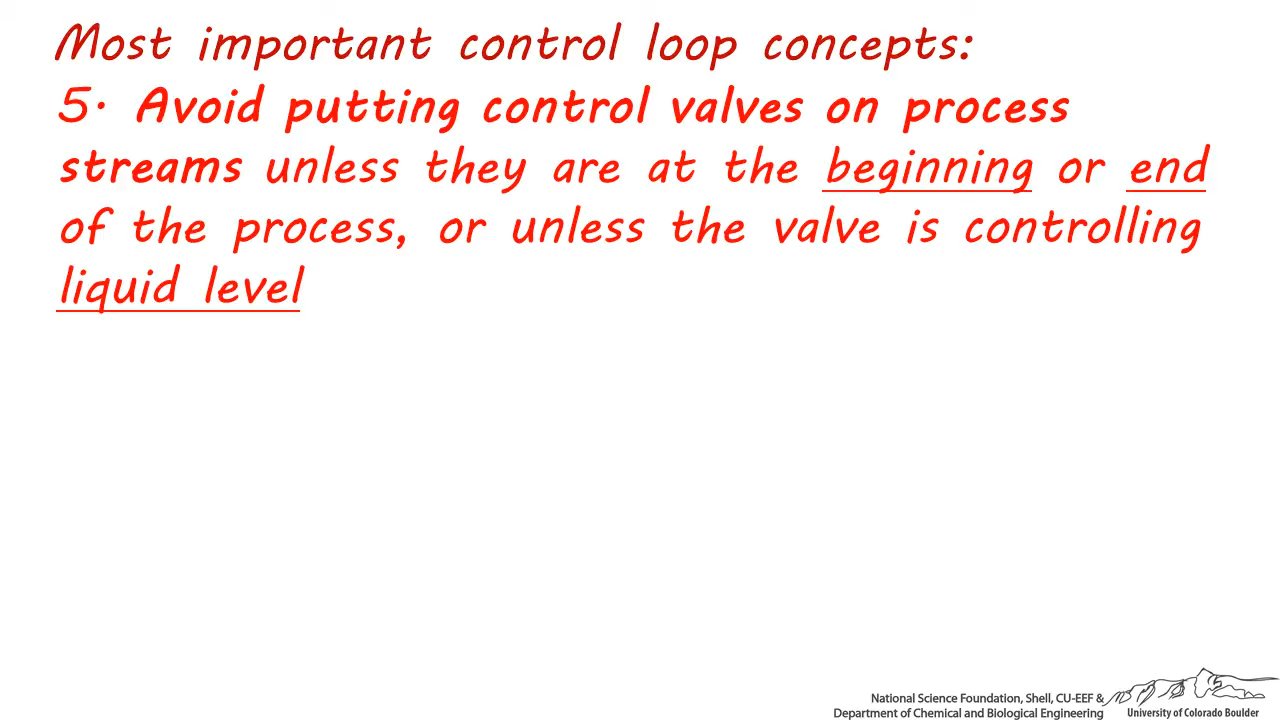 Most important control loop concepts:
5. Avoid putting control valves on process
streams unless they are at the beginning or end
of the process, or unless the valve is controlling
liquid level
National Science Foundation, Shell, CU-EEF &
Department of Chemical and Biological Engineering
University of Colorado Boulder